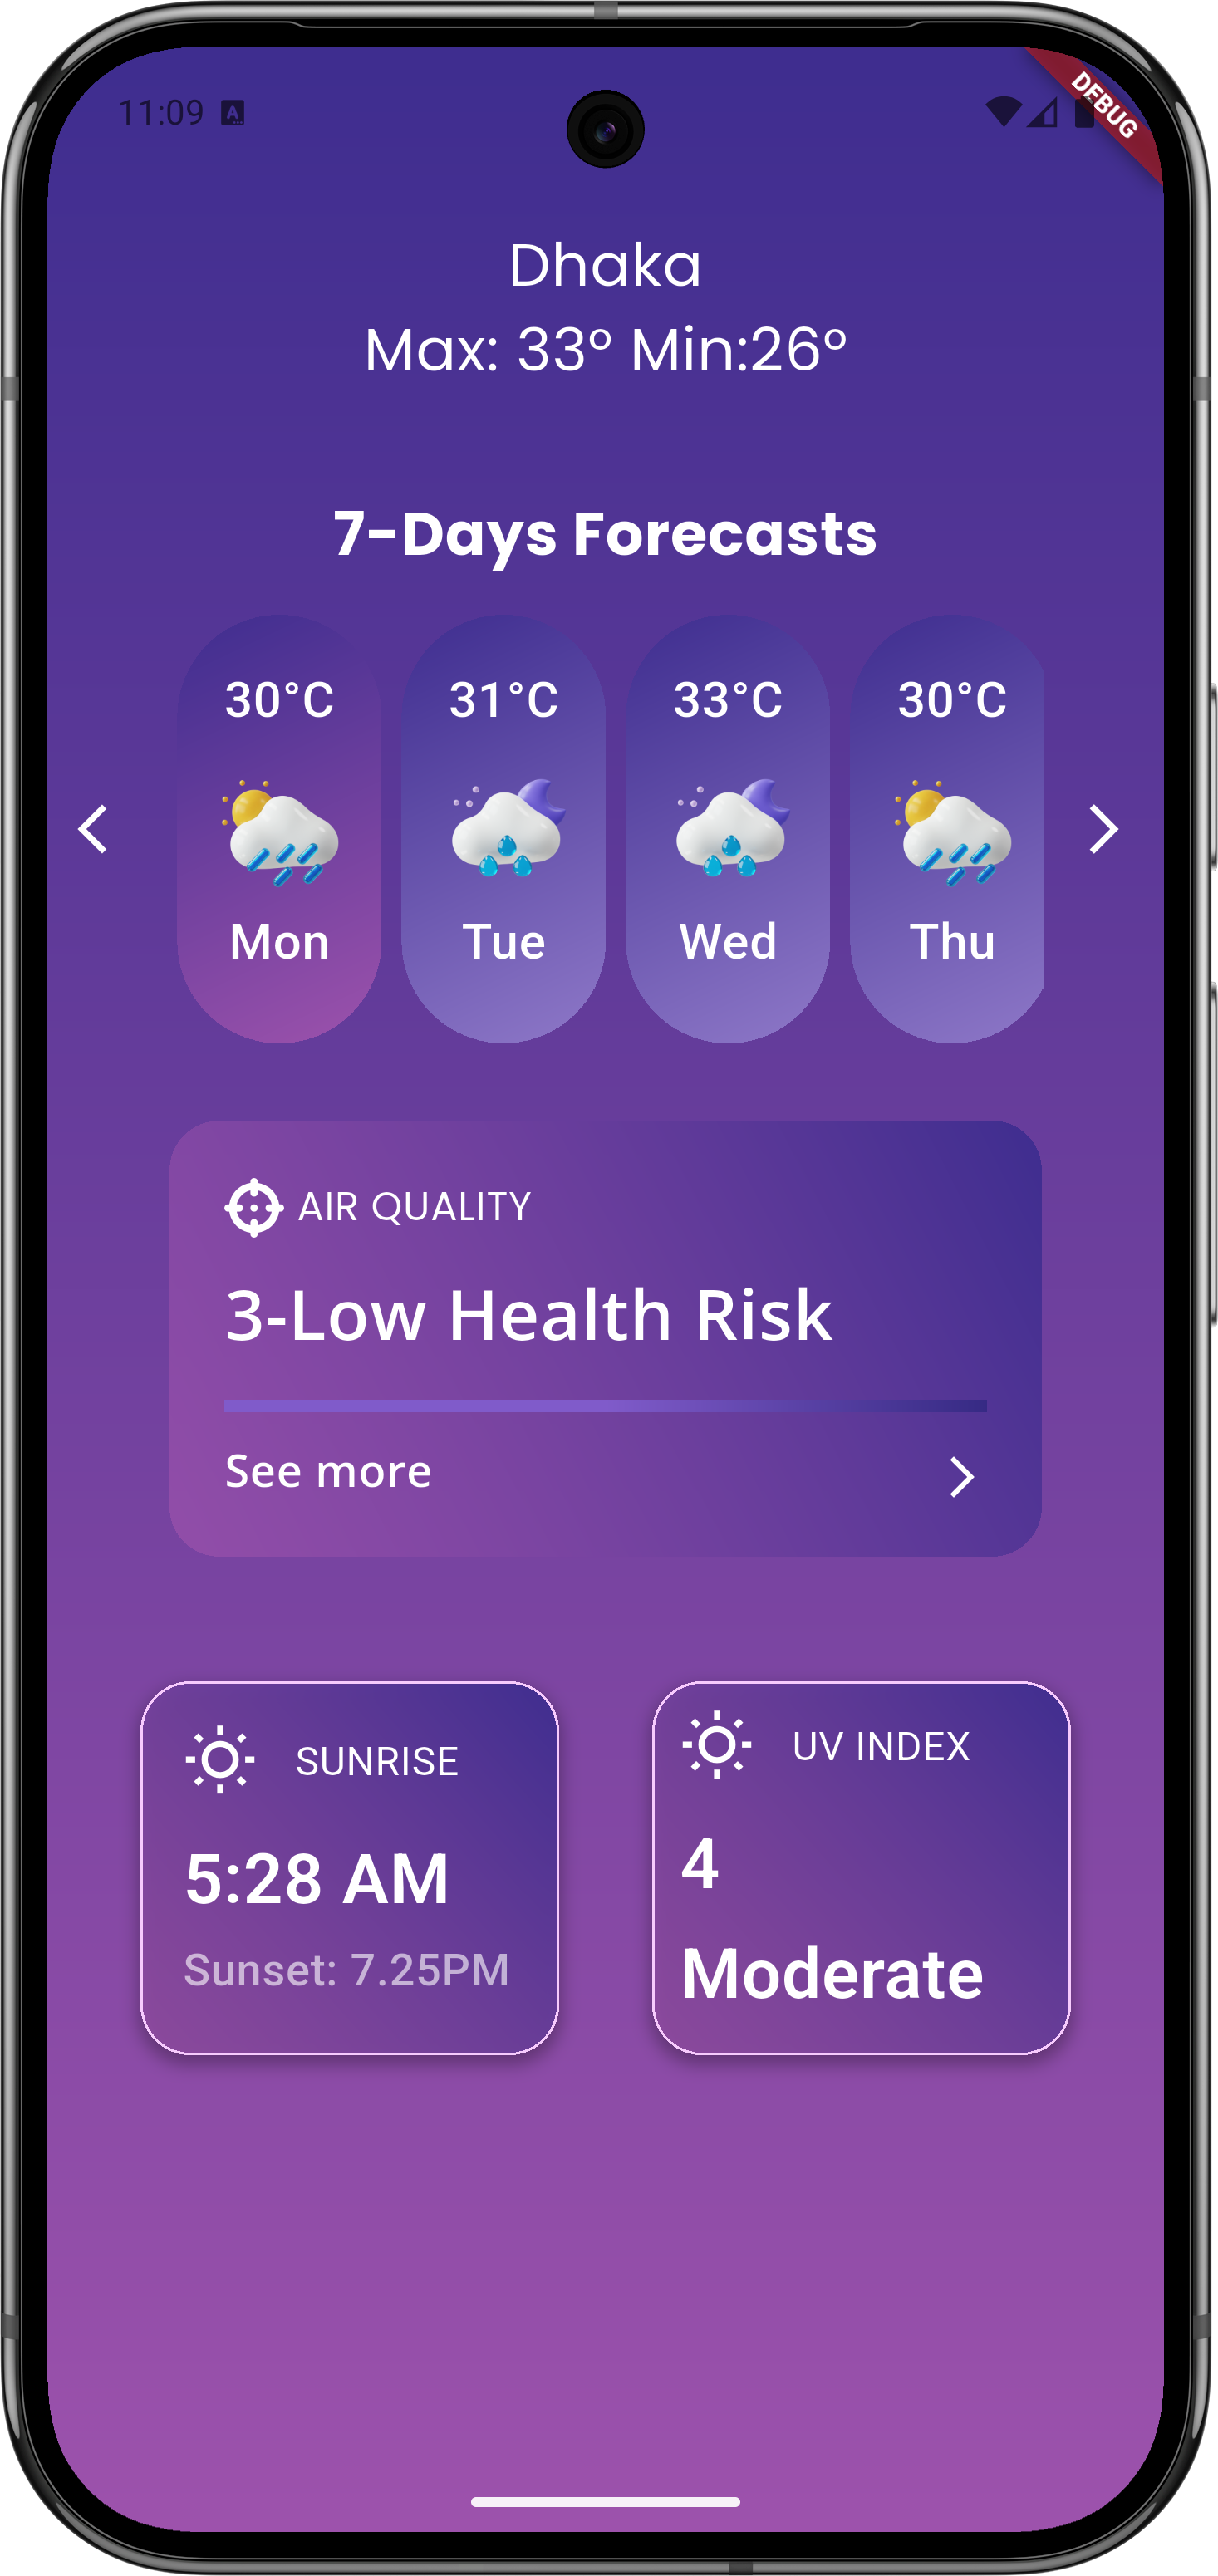 11:09 A
DEBUG
Dhaka
Max: 33° Min:26°
7-Days Forecasts
30°C 31°C 33°C 30°C
Mon Tue Wed Thu
AIR QUALITY
3-Low Health Risk
See more
SUNRISE
5:28 AM
Sunset: 7.25PM
UV INDEX
4
Moderate